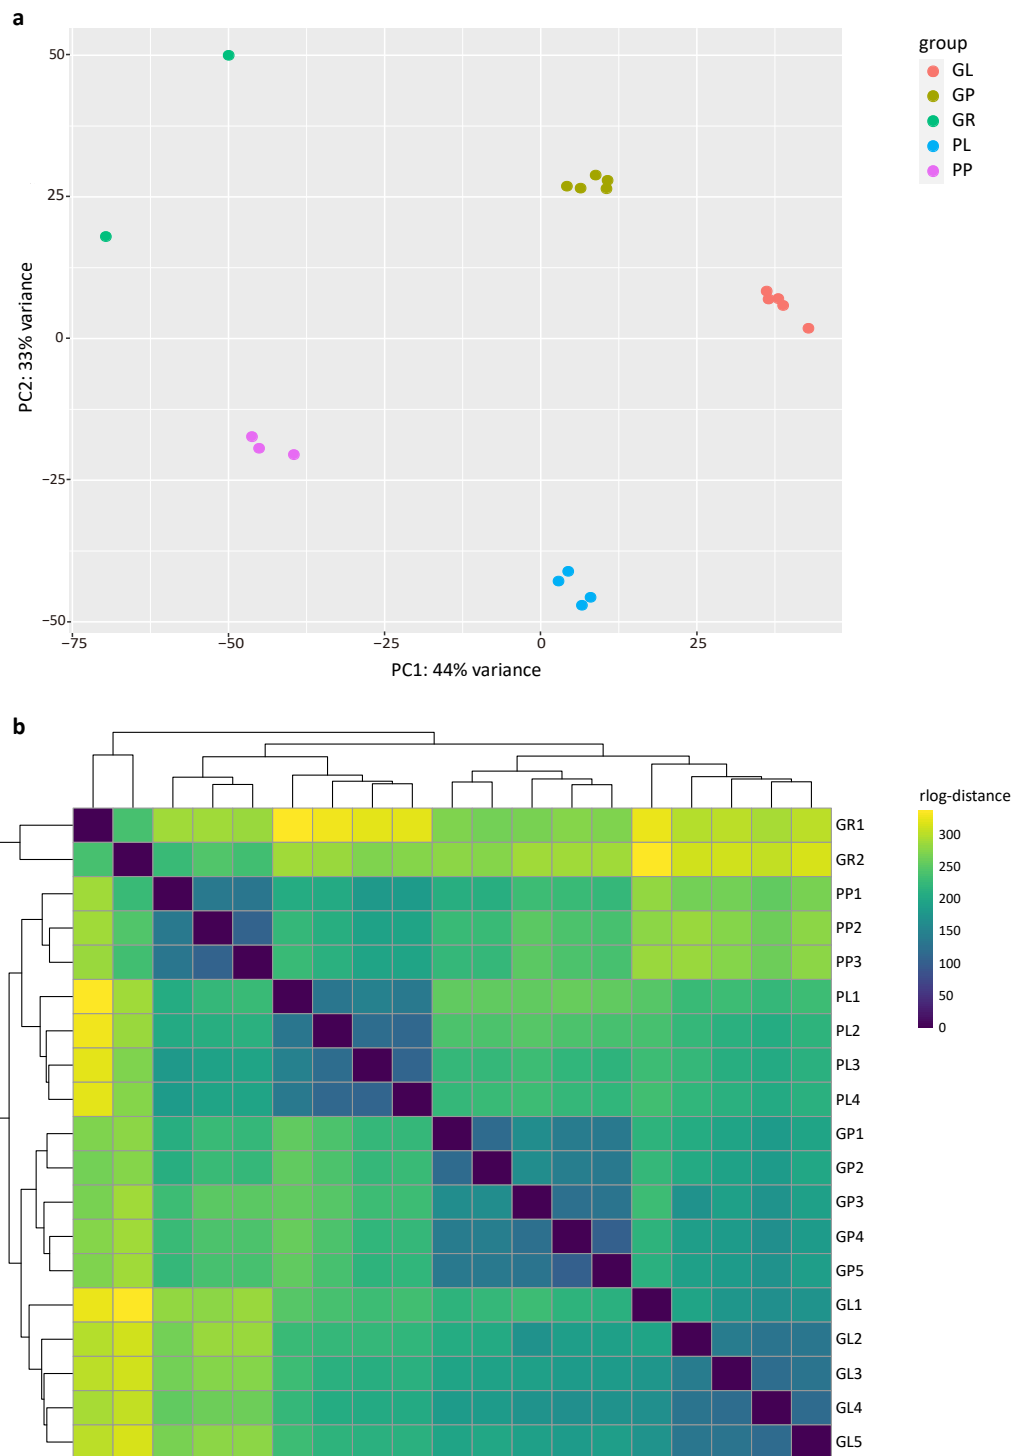 a
group
GL
GP
GR
PL
PP
50
25
0
−25
−50
PC2: 33% variance
−75
−50
−25
0
25
PC1: 44% variance
b
rlog-distance
300
250
200
150
100
50
0
GR1
GR2
PP1
PP2
PP3
PL1
PL2
PL3
PL4
GP1
GP2
GP3
GP4
GP5
GL1
GL2
GL3
GL4
GL5